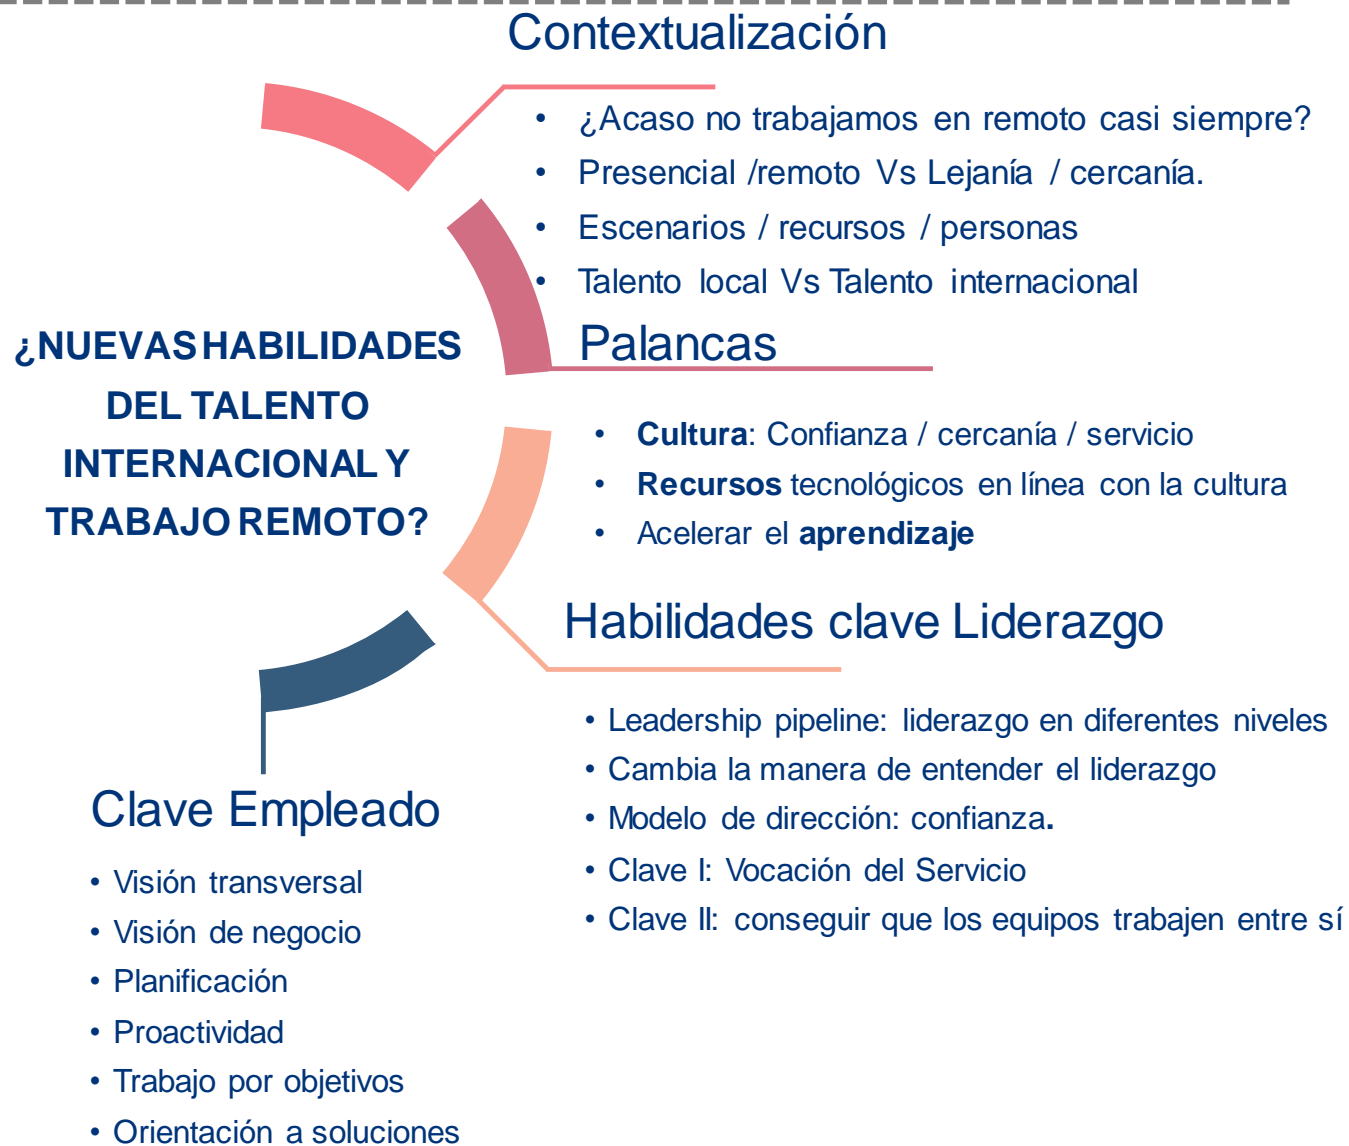 Contextualización
• ¿Acaso no trabajamos en remoto casi siempre?
• Presencial /remoto Vs Lejanía / cercanía.
• Escenarios / recursos / personas
• Talento local Vs Talento internacional
¿NUEVAS HABILIDADES
DEL TALENTO
INTERNACIONAL Y
TRABAJO REMOTO?
Palancas
• Cultura: Confianza / cercanía / servicio
• Recursos tecnológicos en línea con la cultura
• Acelerar el aprendizaje
Habilidades clave Liderazgo
• Leadership pipeline: liderazgo en diferentes niveles
• Cambia la manera de entender el liderazgo
• Modelo de dirección: confianza.
• Clave I: Vocación del Servicio
• Clave II: conseguir que los equipos trabajen entre sí
Clave Empleado
• Visión transversal
• Visión de negocio
• Planificación
• Proactividad
• Trabajo por objetivos
• Orientación a soluciones